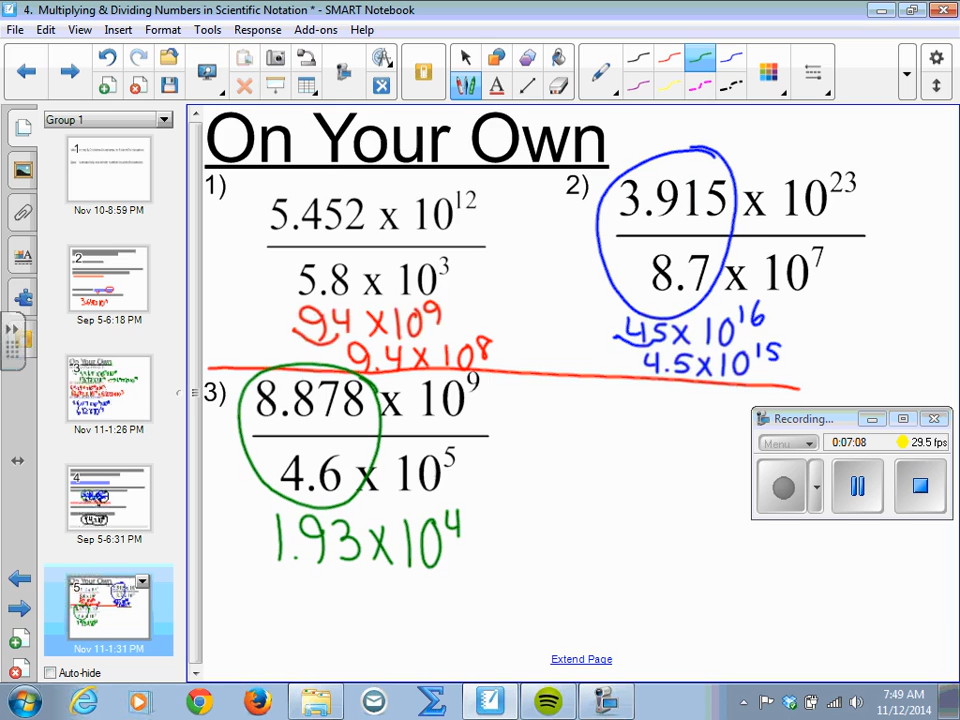 4. Multiplying & Dividing Numbers in Scientific Notation * - SMART Notebook
File Edit View Insert Format Tools Response Add-ons Help
Group 1
1
Nov 10-8:59 PM
2
Sep 5-6:18 PM
3
Nov 11-1:26 PM
4
Sep 5-6:31 PM
5
Nov 11-1:31 PM
Auto-hide
On Your Own
1)
5.452 x 10^12
5.8 x 10^3
.94 x 10^9
9.4 x 10^8
2)
3.915 x 10^23
8.7 x 10^7
.45 x 10^16
4.5 x 10^15
3)
8.878 x 10^9
4.6 x 10^5
1.93 x 10^4
Recording...
Menu
0:07:08
29.5 fps
Extend Page
7:49 AM
11/12/2014